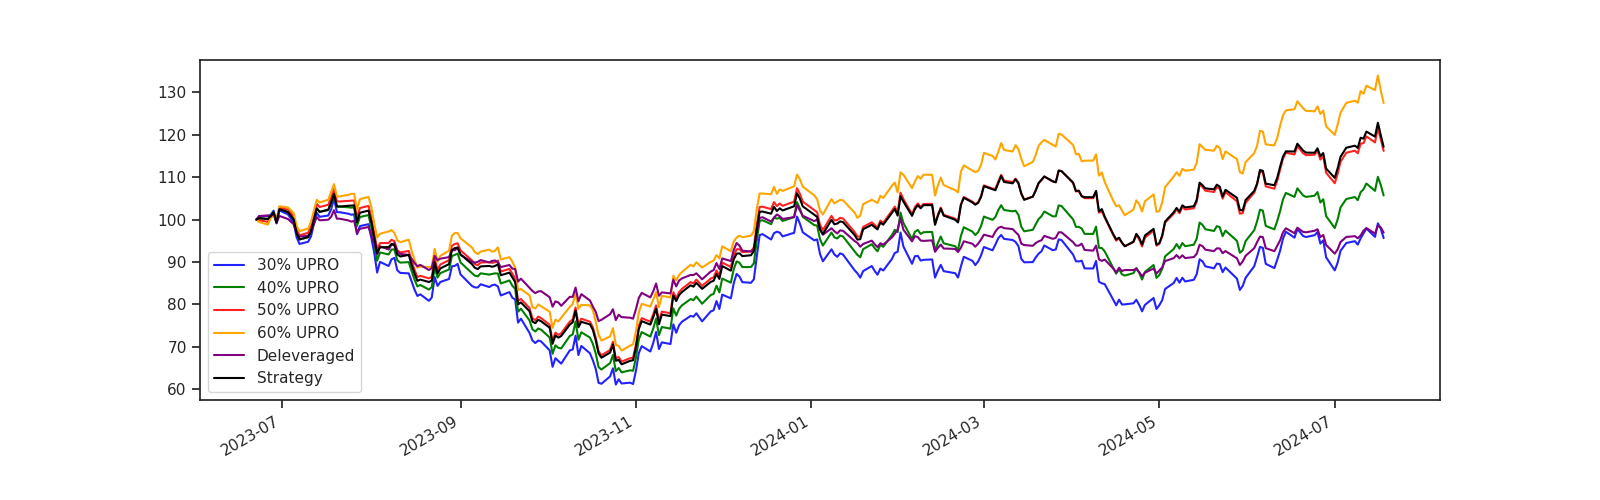 130
120
110
100
90
80
70
60
30% UPRO
40% UPRO
50% UPRO
60% UPRO
Deleveraged
Strategy
2023-07
2023-09
2023-11
2024-01
2024-03
2024-05
2024-07